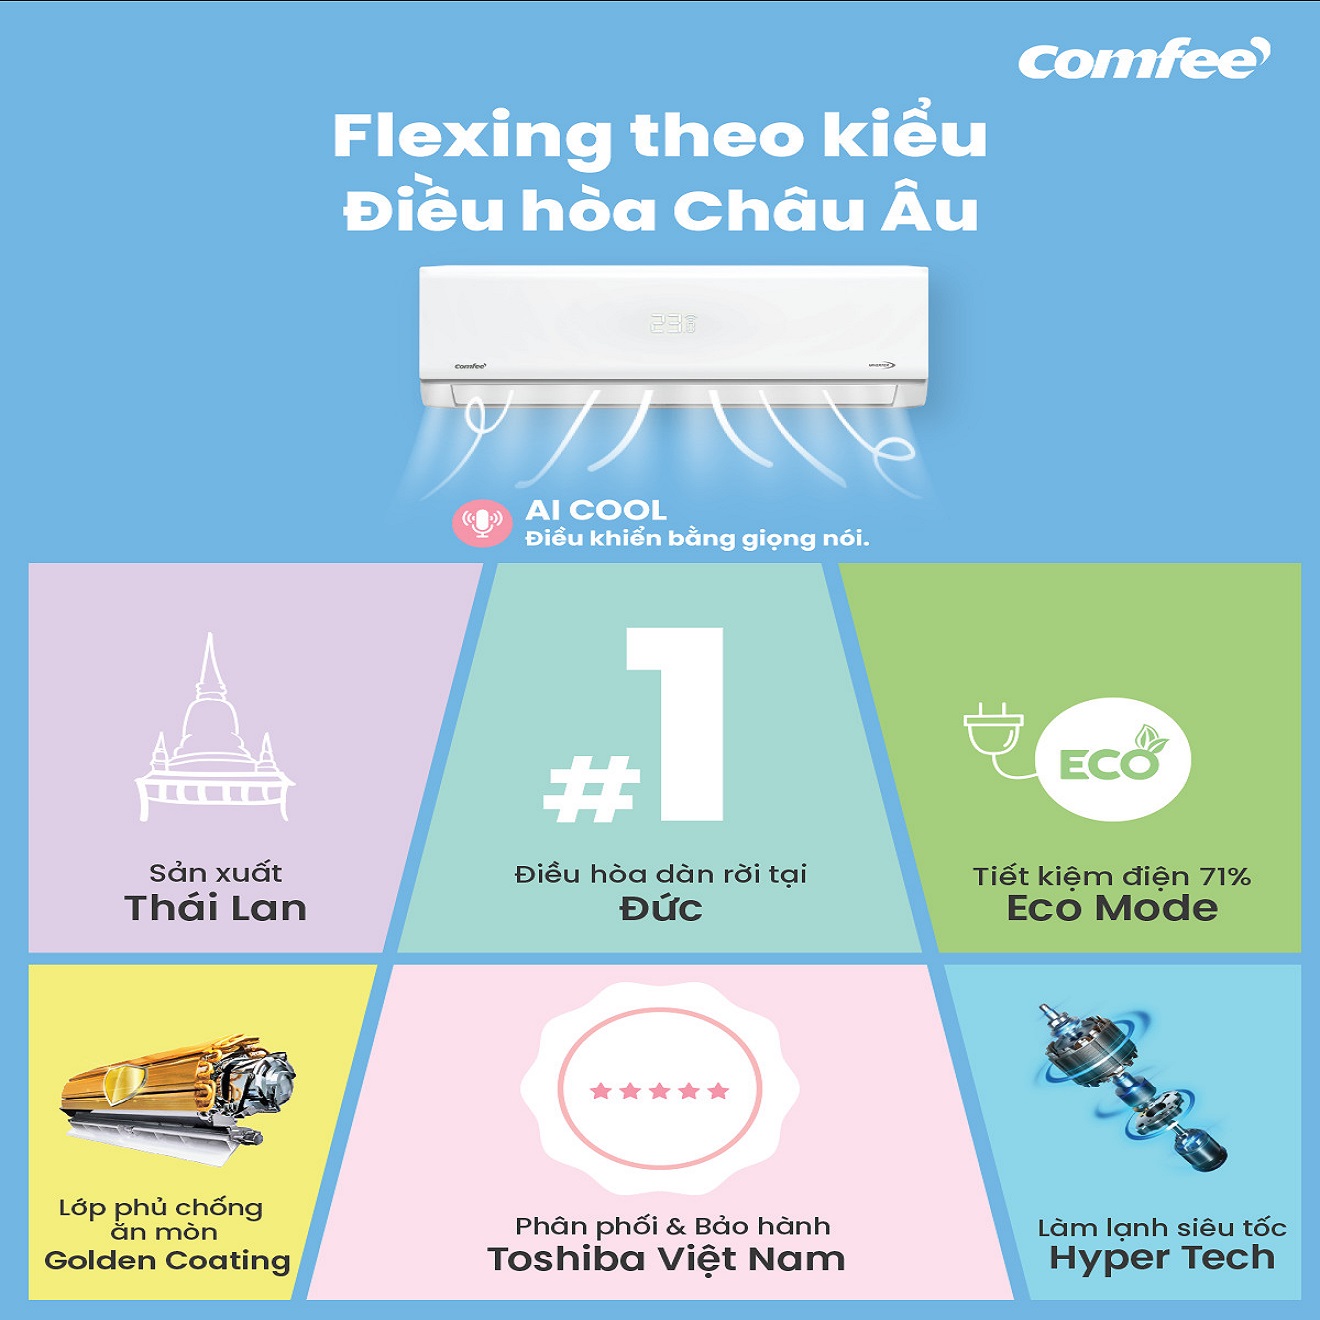 comfee'
Flexing theo kiểu
Điều hòa Châu Âu
23
comfee'
INVERTER
AI COOL
Điều khiển bằng giọng nói.
Sản xuất
Thái Lan
#1
Điều hòa dàn rời tại
Đức
ECO
Tiết kiệm điện 71%
Eco Mode
Lớp phủ chống
ăn mòn
Golden Coating
Phân phối & Bảo hành
Toshiba Việt Nam
Làm lạnh siêu tốc
Hyper Tech